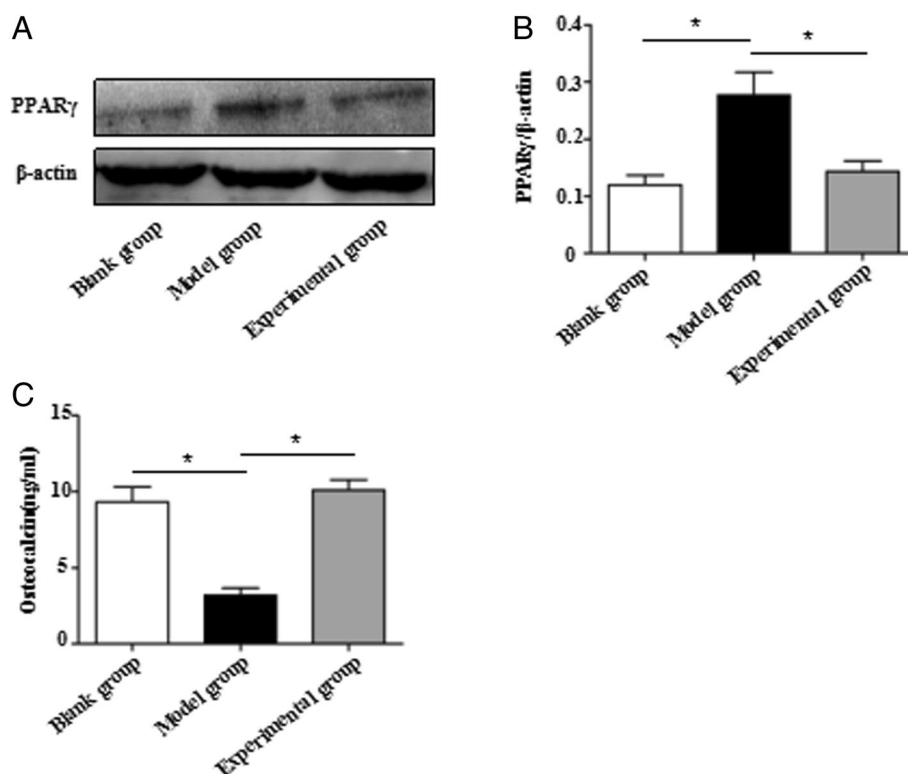 A
PPARγ
β-actin
Blank group
Model group
Experimental group
B
PPARγ/β-actin
0.4
0.3
0.2
0.1
0
*
*
Blank group
Model group
Experimental group
C
Osteocalcin(ng/ml)
15
10
5
0
*
*
Blank group
Model group
Experimental group